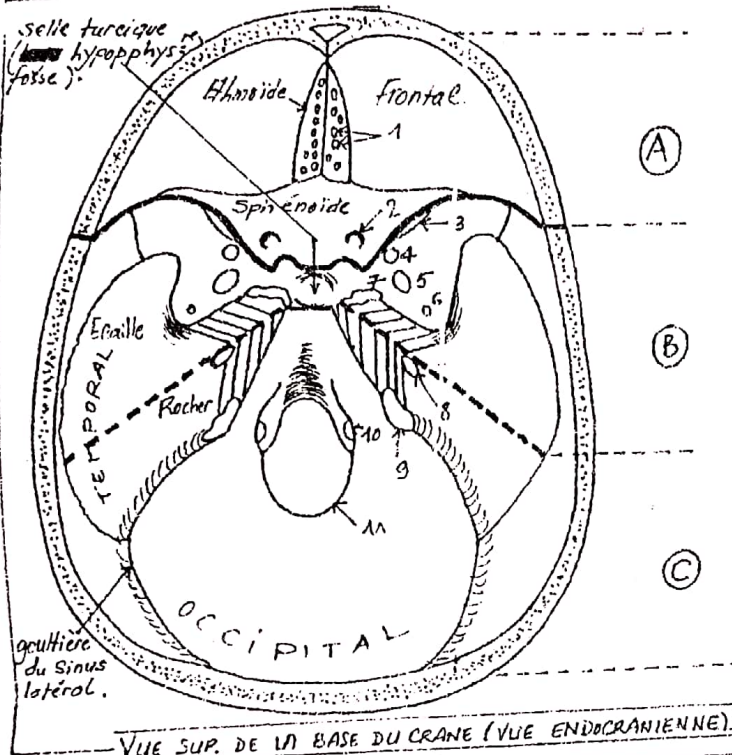 selle turcique
( hypopphys
fosse).
Ethmoïde
Frontal.
1
A
Sphénoïde
2
3
4
5
6
7
B
Ecaille
TEMPORAL
Rocher
8
9
10
11
C
OCCIPITAL
gouttière
du sinus
latéral.
VUE SUP. DE LA BASE DU CRANE (VUE ENDOCRANIENNE).